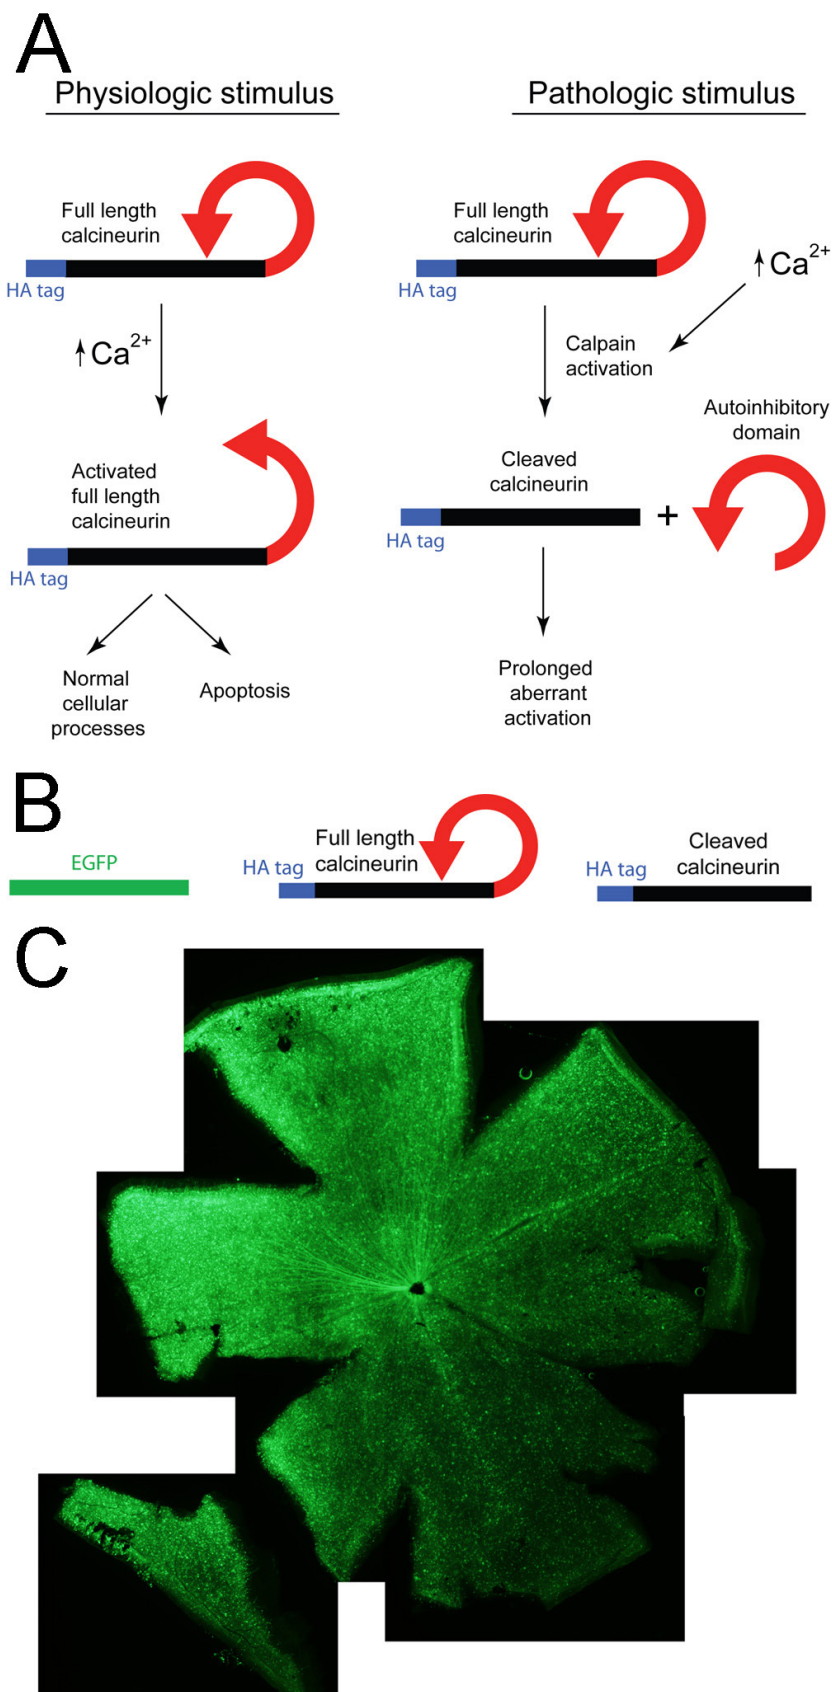 A
Physiologic stimulus
Full length
calcineurin
HA tag
↑Ca2+
Activated
full length
calcineurin
HA tag
Normal
cellular
processes
Apoptosis
Pathologic stimulus
Full length
calcineurin
HA tag
↑Ca2+
Calpain
activation
Autoinhibitory
domain
Cleaved
calcineurin
+
HA tag
Prolonged
aberrant
activation
B
EGFP
HA tag
Full length
calcineurin
HA tag
Cleaved
calcineurin
C